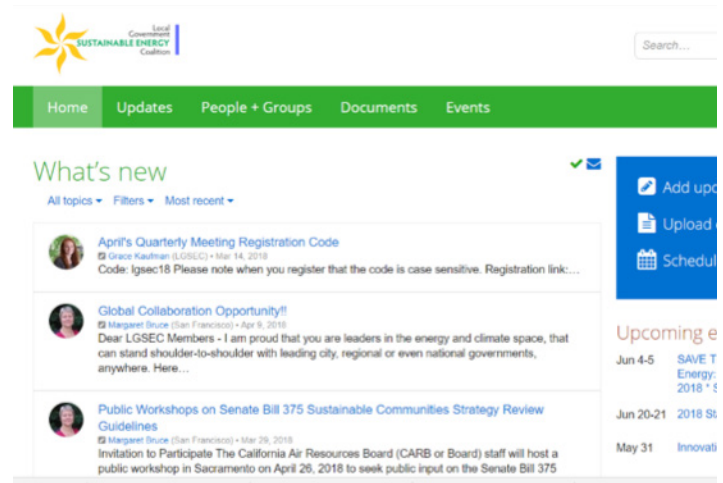 Local
Government
SUSTAINABLE ENERGY
Coalition
Search...
Home Updates People + Groups Documents Events
What's new
All topics Filters Most recent
April's Quarterly Meeting Registration Code
Grace Kaufman (LGSEC) • Mar 14, 2018
Code: lgsec18 Please note when you register that the code is case sensitive. Registration link:…
Global Collaboration Opportunity!!
Margaret Bruce (San Francisco) • Apr 9, 2018
Dear LGSEC Members - I am proud that you are leaders in the energy and climate space, that
can stand shoulder-to-shoulder with leading city, regional or even national governments,
anywhere. Here…
Public Workshops on Senate Bill 375 Sustainable Communities Strategy Review
Guidelines
Margaret Bruce (San Francisco) • Mar 29, 2018
Invitation to Participate The California Air Resources Board (CARB or Board) staff will host a
public workshop in Sacramento on April 26, 2018 to seek public input on the Senate Bill 375
Add upd
Upload
Schedul
Upcoming e
Jun 4-5 SAVE T
Energy:
2018 * S
Jun 20-21 2018 St
May 31 Innovati